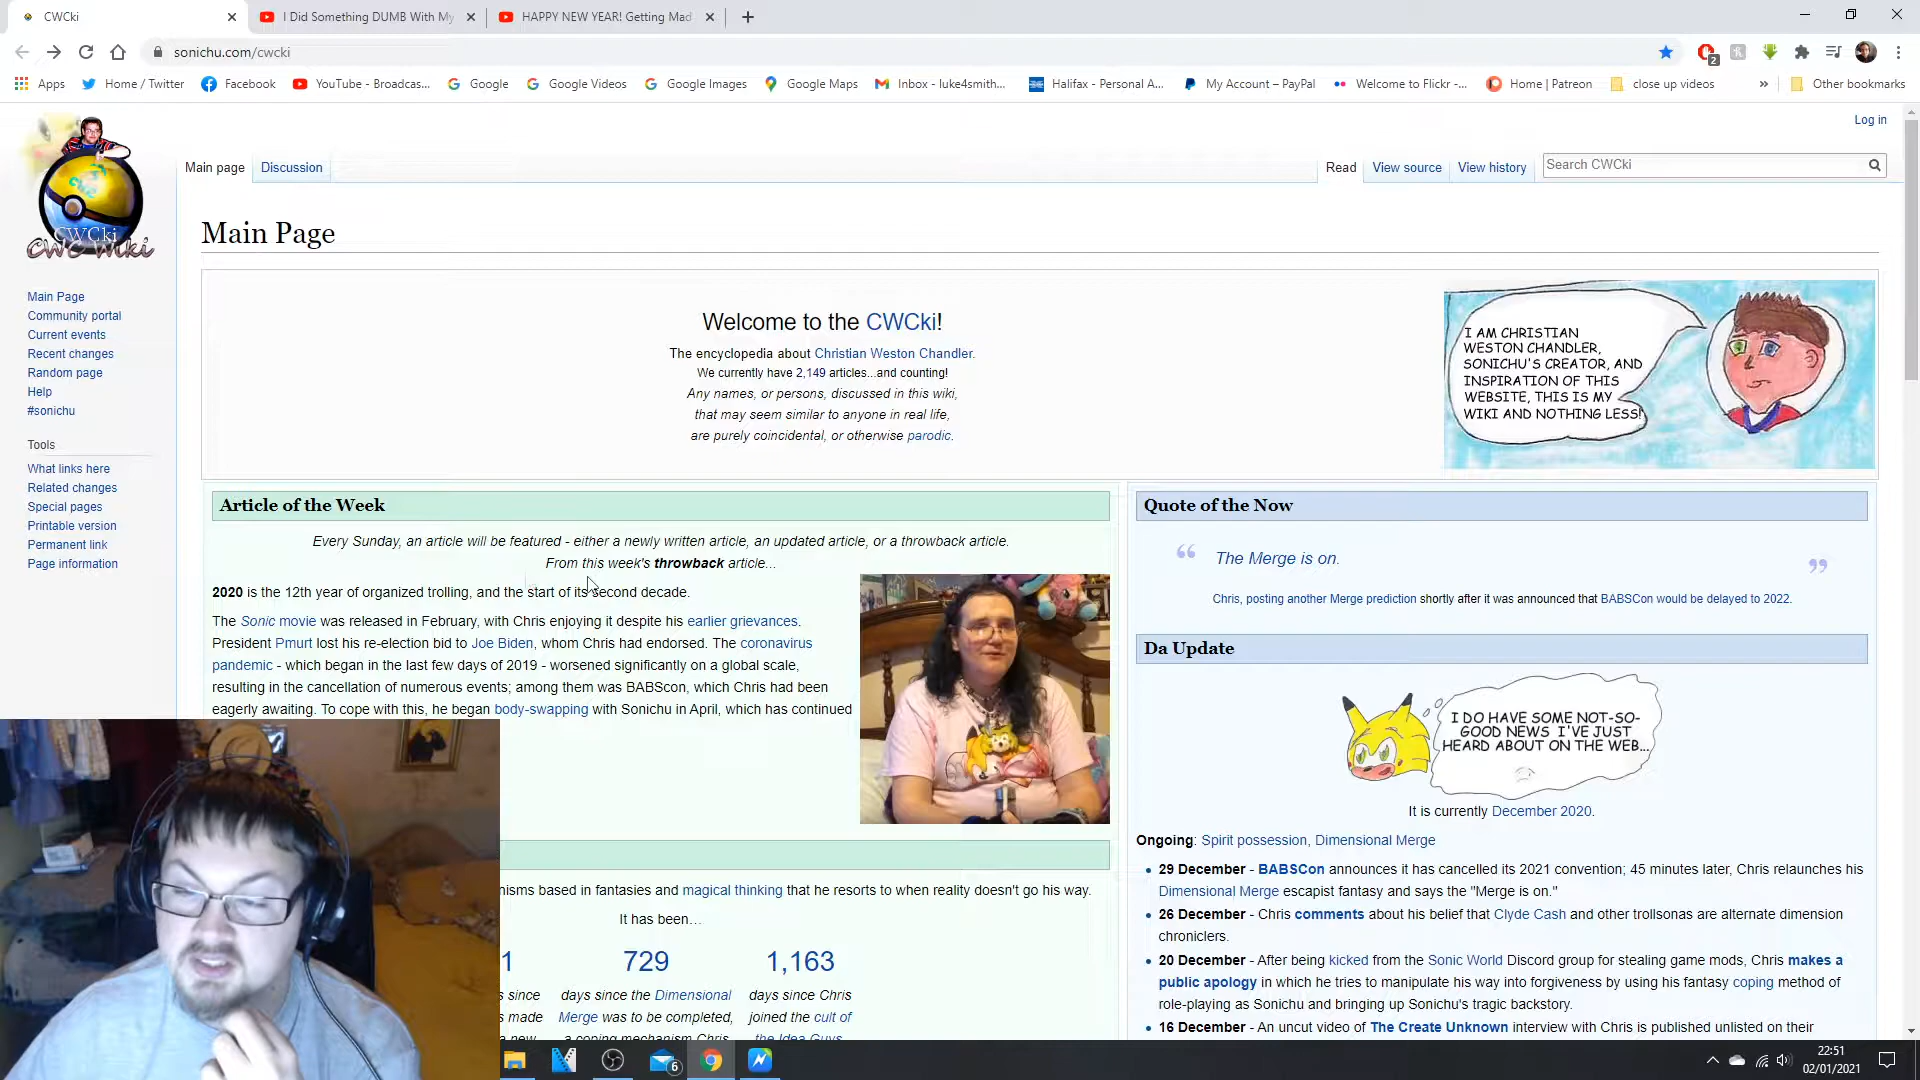 CWCki
I Did Something DUMB With My
HAPPY NEW YEAR! Getting Mad
sonichu.com/cwcki
2
Apps
Home / Twitter
Facebook
YouTube - Broadcas...
Google
Google Videos
Google Images
Google Maps
Inbox - luke4smith...
Halifax - Personal A...
My Account – PayPal
Welcome to Flickr -...
Home | Patreon
close up videos
»
Other bookmarks
Log in
Main page
Discussion
Read
View source
View history
Search CWCki
CWCki
CWC Wiki
Main Page
Main Page
Community portal
Current events
Recent changes
Random page
Help
#sonichu
Tools
What links here
Related changes
Special pages
Printable version
Permanent link
Page information
Welcome to the CWCki!
The encyclopedia about Christian Weston Chandler.
We currently have 2,149 articles...and counting!
Any names, or persons, discussed in this wiki,
that may seem similar to anyone in real life,
are purely coincidental, or otherwise parodic.
I AM CHRISTIAN
WESTON CHANDLER,
SONICHU'S CREATOR, AND
INSPIRATION OF THIS
WEBSITE, THIS IS MY
WIKI AND NOTHING LESS!
Article of the Week
Every Sunday, an article will be featured - either a newly written article, an updated article, or a throwback article.
From this week's throwback article...
2020 is the 12th year of organized trolling, and the start of its second decade.
The Sonic movie was released in February, with Chris enjoying it despite his earlier grievances.
President Pmurt lost his re-election bid to Joe Biden, whom Chris had endorsed. The coronavirus
pandemic - which began in the last few days of 2019 - worsened significantly on a global scale,
resulting in the cancellation of numerous events; among them was BABScon, which Chris had been
eagerly awaiting. To cope with this, he began body-swapping with Sonichu in April, which has continued
nisms based in fantasies and magical thinking that he resorts to when reality doesn't go his way.
It has been…
1
s since
s made
a new
729
days since the Dimensional
Merge was to be completed,
a coping mechanism Chris
1,163
days since Chris
joined the cult of
the Idea Guys
Quote of the Now
“ The Merge is on. ”
Chris, posting another Merge prediction shortly after it was announced that BABSCon would be delayed to 2022.
Da Update
I DO HAVE SOME NOT-SO-
GOOD NEWS I'VE JUST
HEARD ABOUT ON THE WEB...
It is currently December 2020.
Ongoing: Spirit possession, Dimensional Merge
• 29 December - BABSCon announces it has cancelled its 2021 convention; 45 minutes later, Chris relaunches his
Dimensional Merge escapist fantasy and says the "Merge is on."
• 26 December - Chris comments about his belief that Clyde Cash and other trollsonas are alternate dimension
chroniclers.
• 20 December - After being kicked from the Sonic World Discord group for stealing game mods, Chris makes a
public apology in which he tries to manipulate his way into forgiveness by using his fantasy coping method of
role-playing as Sonichu and bringing up Sonichu's tragic backstory.
• 16 December - An uncut video of The Create Unknown interview with Chris is published unlisted on their
6
22:51
02/01/2021